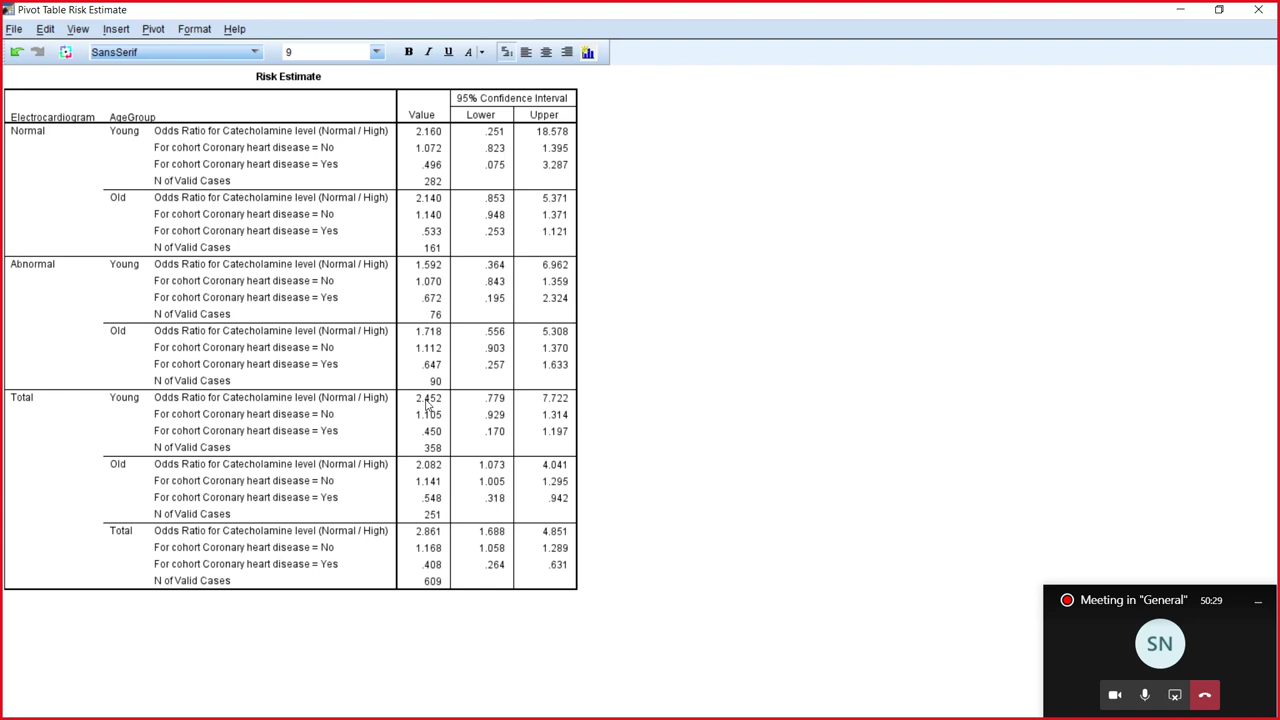 Pivot Table Risk Estimate
File Edit View Insert Pivot Format Help
SansSerif 9 B I U A
Risk Estimate
95% Confidence Interval
Electrocardiogram AgeGroup Value Lower Upper
Normal Young Odds Ratio for Catecholamine level (Normal / High) 2.160 .251 18.578
For cohort Coronary heart disease = No 1.072 .823 1.395
For cohort Coronary heart disease = Yes .496 .075 3.287
N of Valid Cases 282
Old Odds Ratio for Catecholamine level (Normal / High) 2.140 .853 5.371
For cohort Coronary heart disease = No 1.140 .948 1.371
For cohort Coronary heart disease = Yes .533 .253 1.121
N of Valid Cases 161
Abnormal Young Odds Ratio for Catecholamine level (Normal / High) 1.592 .364 6.962
For cohort Coronary heart disease = No 1.070 .843 1.359
For cohort Coronary heart disease = Yes .672 .195 2.324
N of Valid Cases 76
Old Odds Ratio for Catecholamine level (Normal / High) 1.718 .556 5.308
For cohort Coronary heart disease = No 1.112 .903 1.370
For cohort Coronary heart disease = Yes .647 .257 1.633
N of Valid Cases 90
Total Young Odds Ratio for Catecholamine level (Normal / High) 2.452 .779 7.722
For cohort Coronary heart disease = No 1.105 .929 1.314
For cohort Coronary heart disease = Yes .450 .170 1.197
N of Valid Cases 358
Old Odds Ratio for Catecholamine level (Normal / High) 2.082 1.073 4.041
For cohort Coronary heart disease = No 1.141 1.005 1.295
For cohort Coronary heart disease = Yes .548 .318 .942
N of Valid Cases 251
Total Odds Ratio for Catecholamine level (Normal / High) 2.861 1.688 4.851
For cohort Coronary heart disease = No 1.168 1.058 1.289
For cohort Coronary heart disease = Yes .408 .264 .631
N of Valid Cases 609
Meeting in "General" 50:29
SN